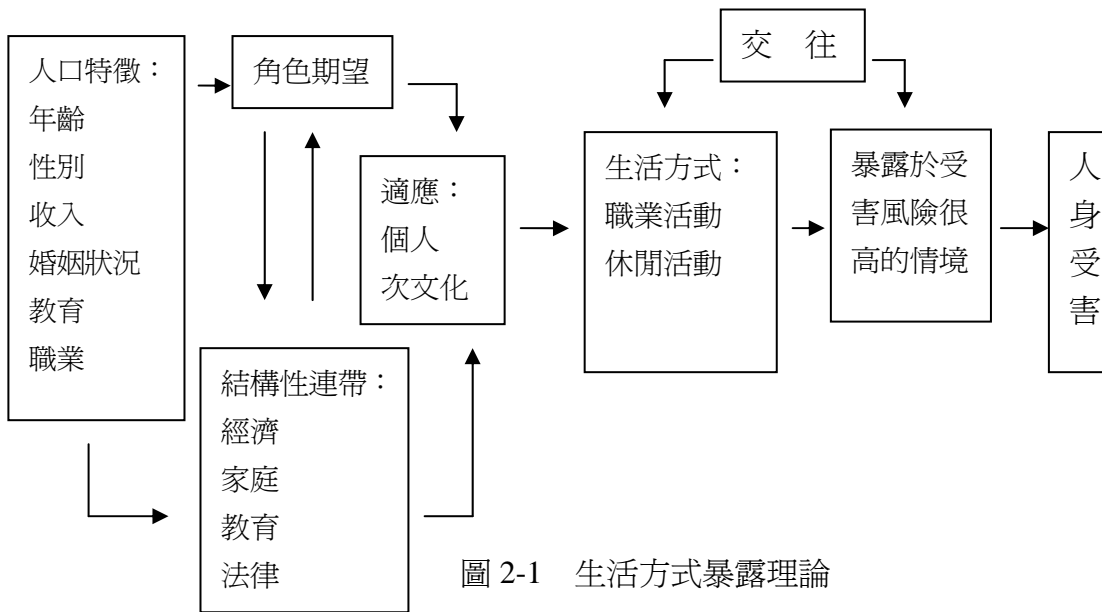 人口特徵：
年齡
性別
收入
婚姻狀況
教育
職業
角色期望
結構性連帶：
經濟
家庭
教育
法律
適應：
個人
次文化
交　往
生活方式：
職業活動
休閒活動
暴露於受
害風險很
高的情境
人
身
受
害
圖 2-1　生活方式暴露理論